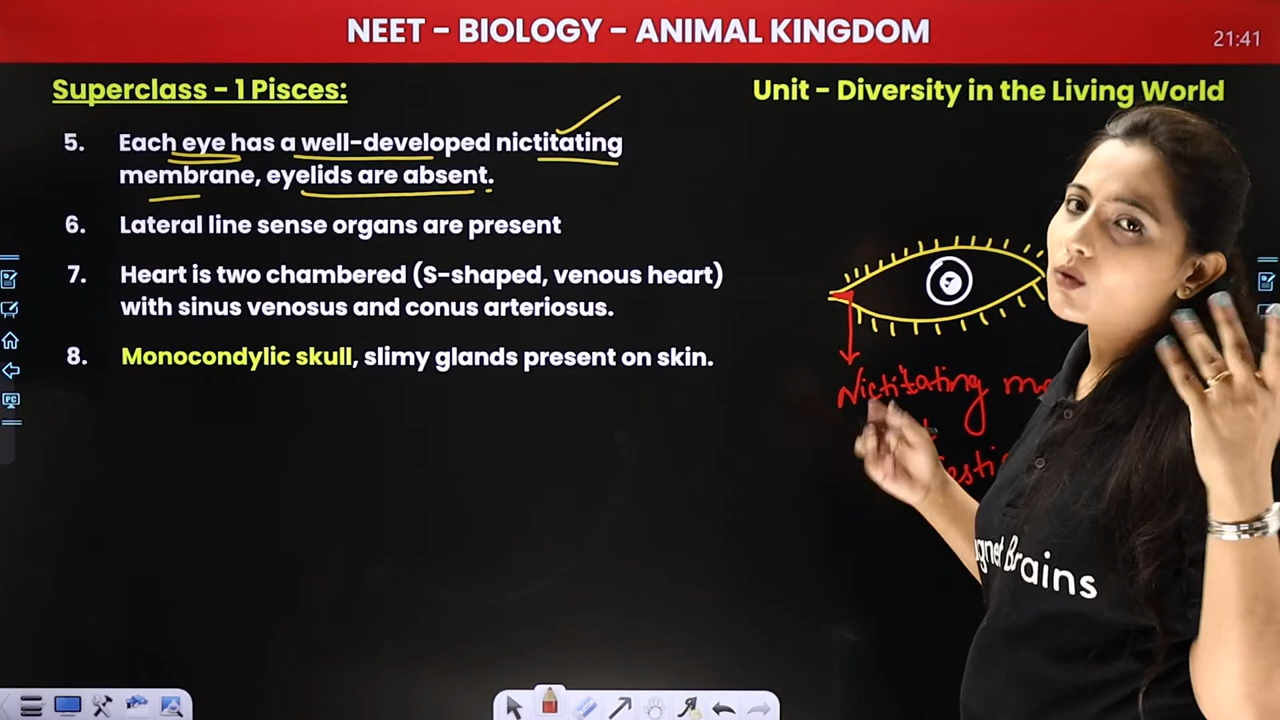 NEET - BIOLOGY - ANIMAL KINGDOM
21:41
Superclass - 1 Pisces:
Unit - Diversity in the Living World
5. Each eye has a well-developed nictitating
membrane, eyelids are absent.
6. Lateral line sense organs are present
7. Heart is two chambered (S-shaped, venous heart)
with sinus venosus and conus arteriosus.
8. Monocondylic skull, slimy glands present on skin.
Nictitating
Brains
PC